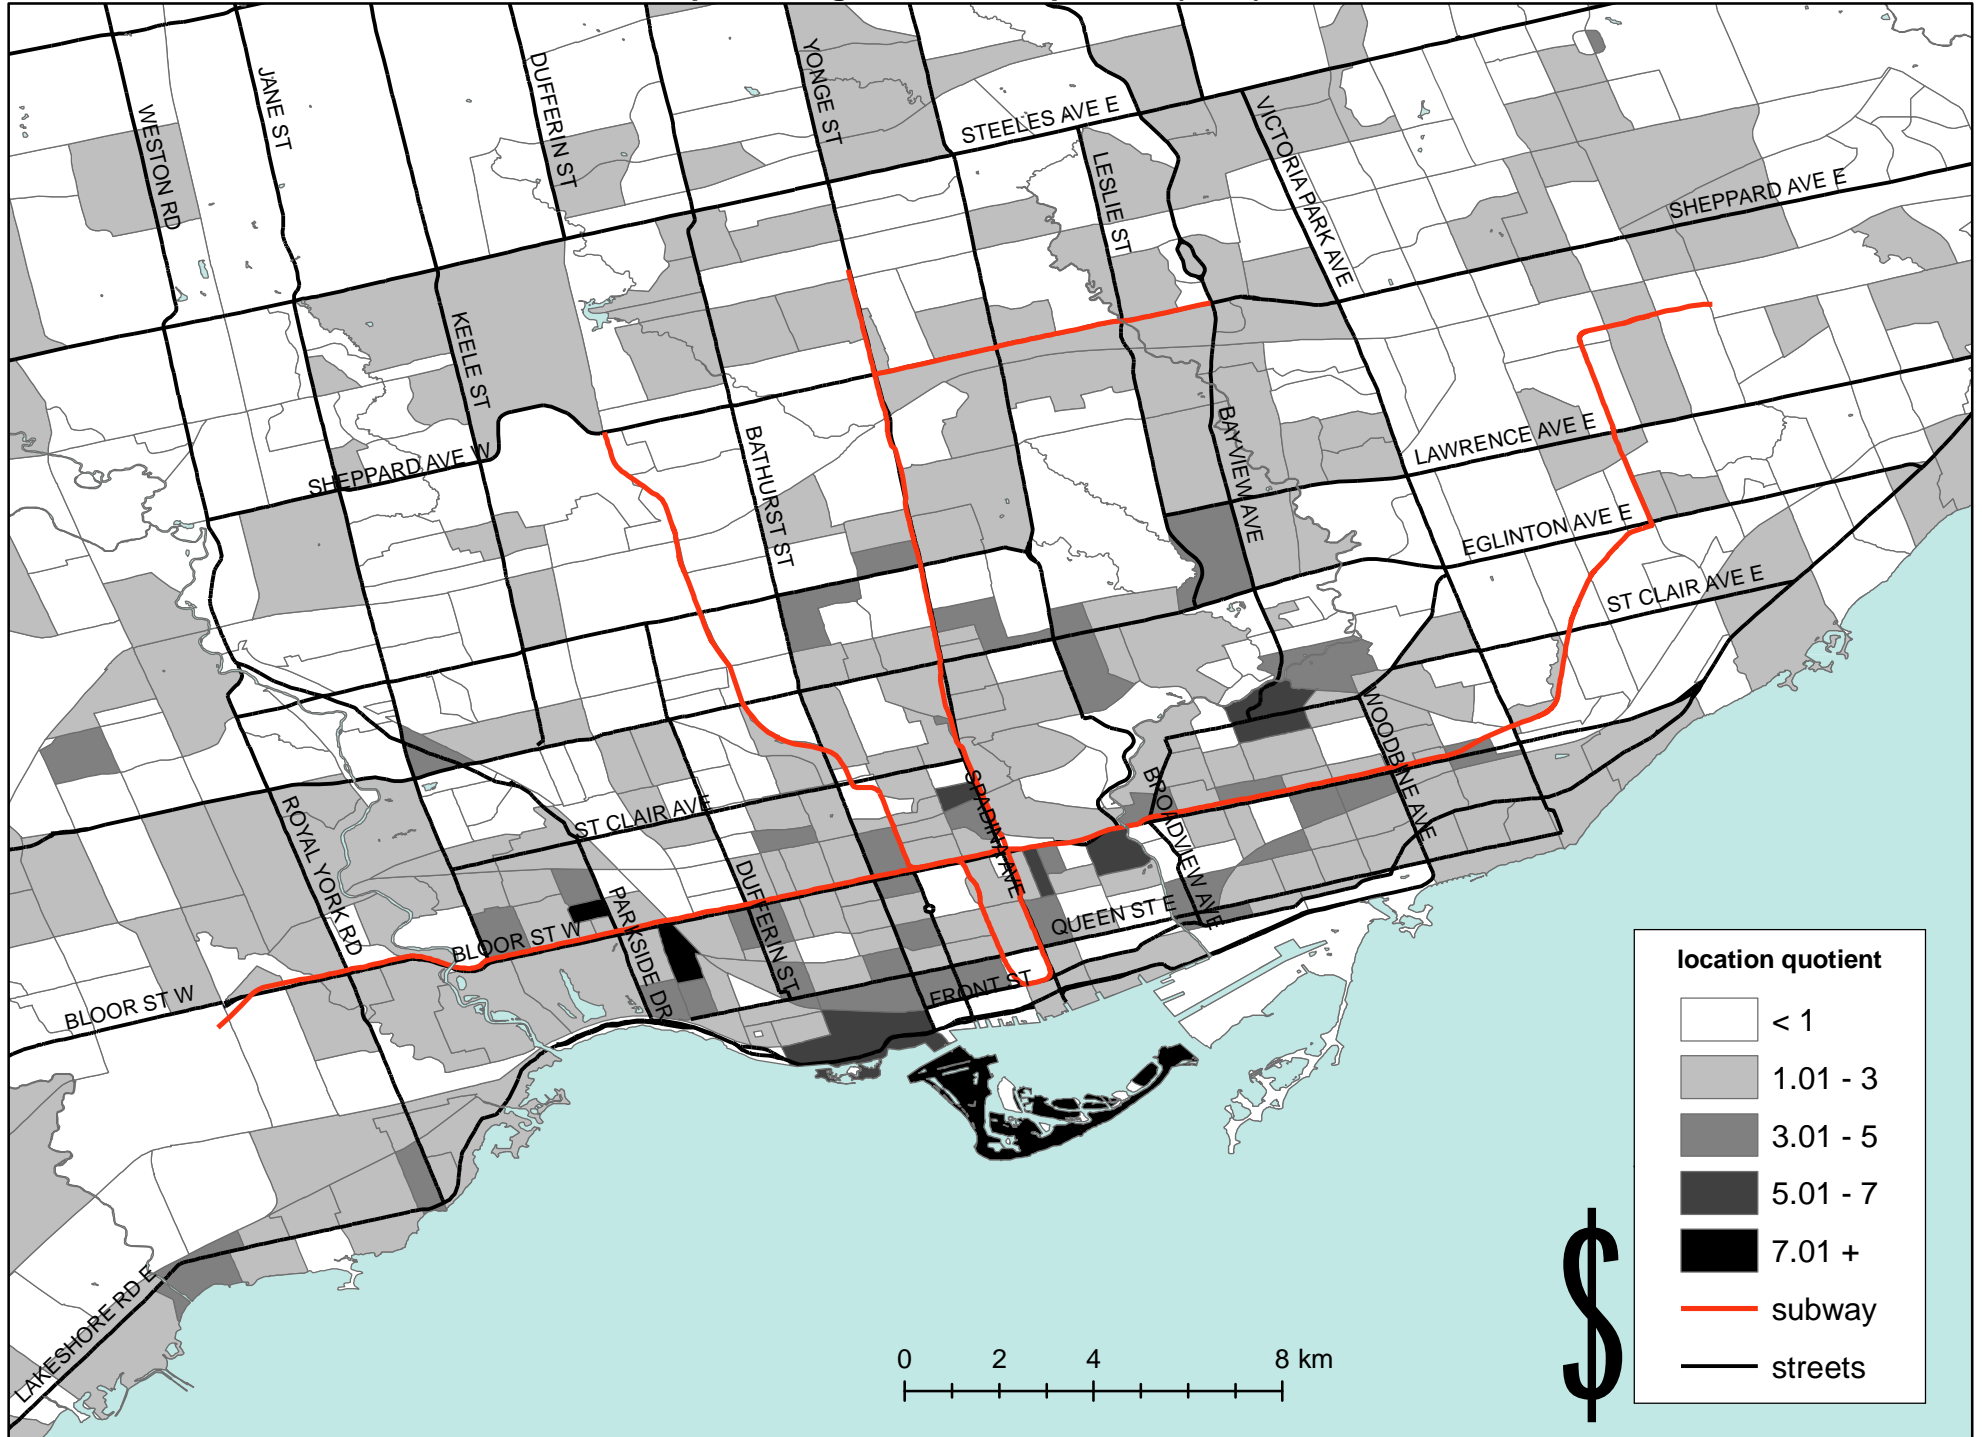 WESTON RD
JANE ST
DUFFERIN ST
YONGE ST
STEELES AVE E
LESLIE ST
VICTORIA PARK AVE
SHEPPARD AVE E
KEELE ST
SHEPPARD AVE W
BATHURST ST
BAYVIEW AVE
LAWRENCE AVE E
EGLINTON AVE E
ST CLAIR AVE E
WOODBINE AVE
ROYAL YORK RD
ST CLAIR AVE
SPADINA AVE
BROADVIEW AVE
DUFFERIN ST
PARKSIDE DR
BLOOR ST W
QUEEN ST E
FRONT ST
BLOOR ST W
LAKESHORE RD E
location quotient
< 1
1.01 - 3
3.01 - 5
5.01 - 7
7.01 +
subway
streets
$
0 2 4 8 km